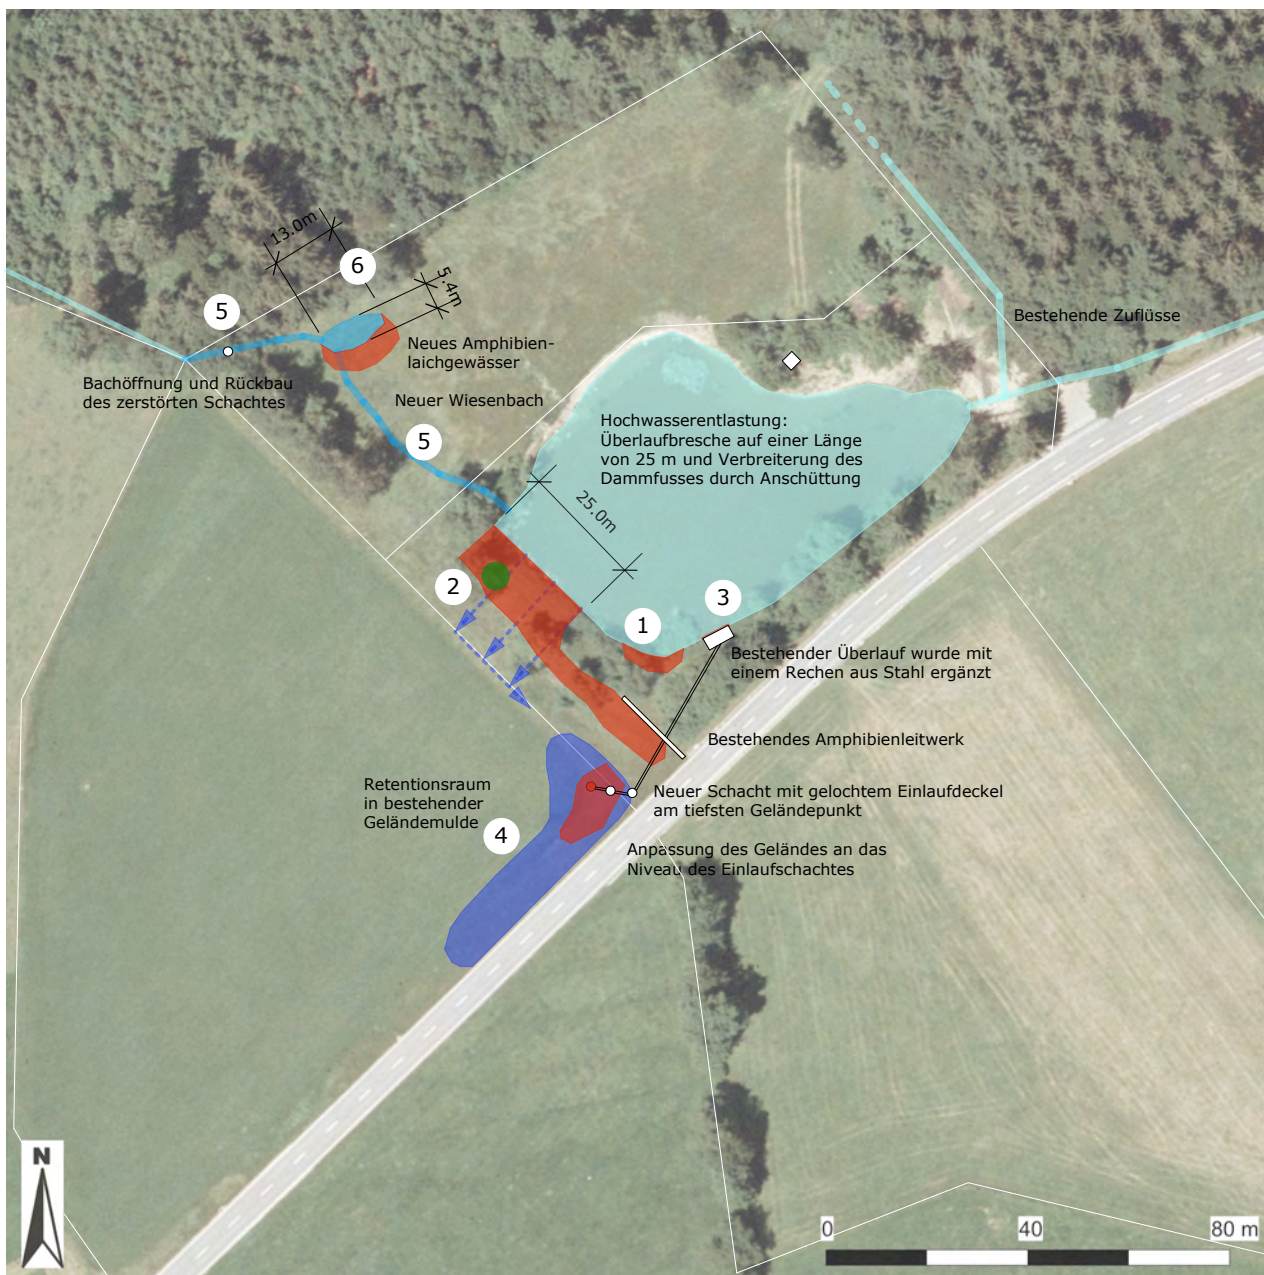 13.0m
6
5.4m
5
Bestehende Zuflüsse
Neues Amphibien-
laichgewässer
Bachöffnung und Rückbau
des zerstörten Schachtes
Neuer Wiesenbach
5
Hochwasserentlastung:
Überlaufbresche auf einer Länge
von 25 m und Verbreiterung des
Dammfusses durch Anschüttung
25.0m
2
1
3
Bestehender Überlauf wurde mit
einem Rechen aus Stahl ergänzt
Bestehendes Amphibienleitwerk
Retentionsraum
in bestehender
Geländemulde
4
Neuer Schacht mit gelochtem Einlaufdeckel
am tiefsten Geländepunkt
Anpassung des Geländes an das
Niveau des Einlaufschachtes
N
0 40 80 m